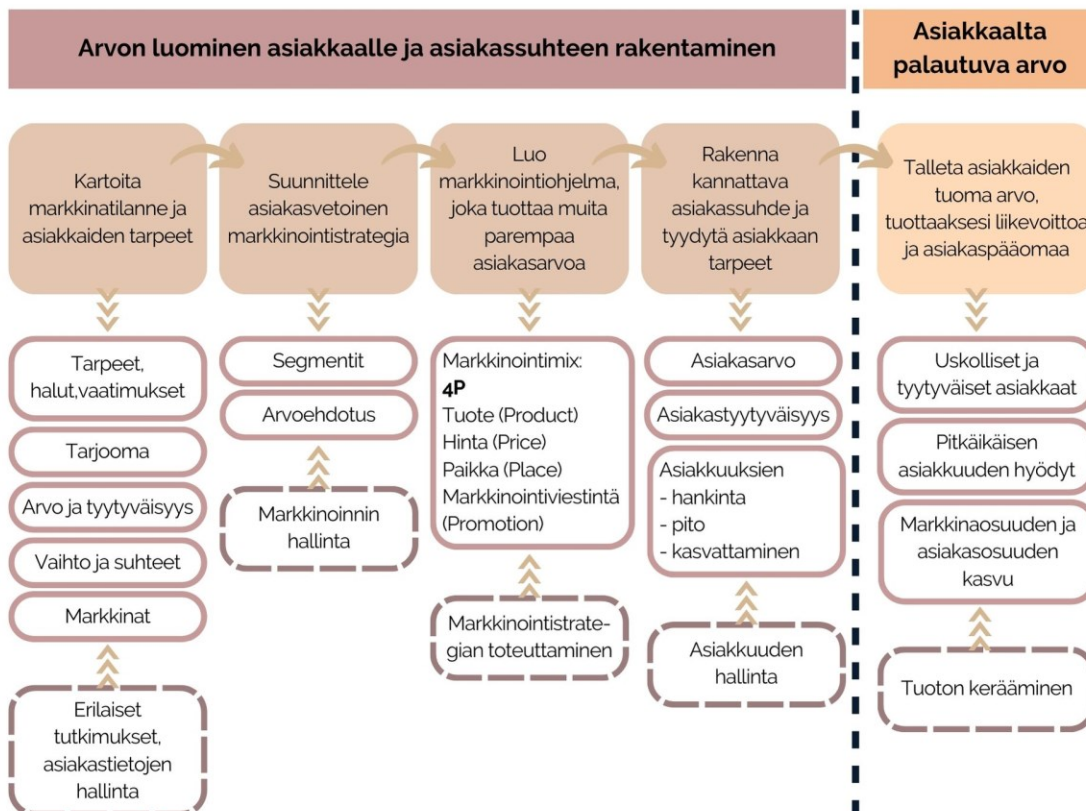 Arvon luominen asiakkaalle ja asiakassuhteen rakentaminen
Asiakkaalta
palautuva arvo
Kartoita
markkinatilanne ja
asiakkaiden tarpeet
Suunnittele
asiakasvetoinen
markkinointistrategia
Luo
markkinointiohjelma,
joka tuottaa muita
parempaa
asiakasarvoa
Rakenna
kannattava
asiakassuhde ja
tyydytä asiakkaan
tarpeet
Talleta asiakkaiden
tuoma arvo,
tuottaaksesi liikevoittoa
ja asiakaspääomaa
Tarpeet,
halut,vaatimukset
Tarjooma
Arvo ja tyytyväisyys
Vaihto ja suhteet
Markkinat
Erilaiset
tutkimukset,
asiakastietojen
hallinta
Segmentit
Arvoehdotus
Markkinoinnin
hallinta
Markkinointimix:
4P
Tuote (Product)
Hinta (Price)
Paikka (Place)
Markkinointiviestintä
(Promotion)
Markkinointistrate-
gian toteuttaminen
Asiakasarvo
Asiakastyytyväisyys
Asiakkuuksien
- hankinta
- pito
- kasvattaminen
Asiakkuuden
hallinta
Uskolliset ja
tyytyväiset asiakkaat
Pitkäikäisen
asiakkuuden hyödyt
Markkinaosuuden ja
asiakasosuuden
kasvu
Tuoton kerääminen